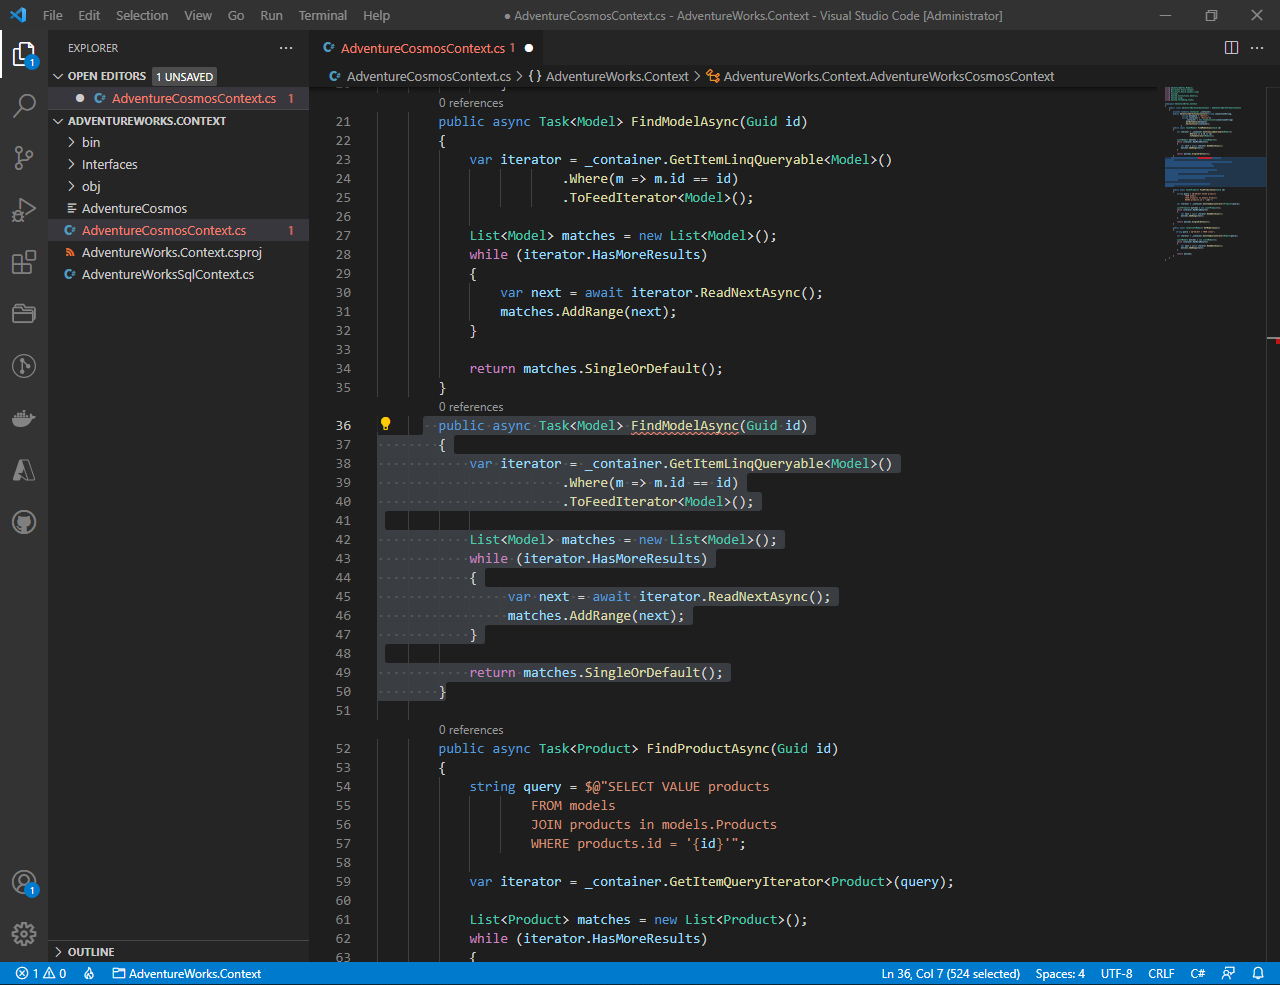 File Edit Selection View Go Run Terminal Help
● AdventureCosmosContext.cs - AdventureWorks.Context - Visual Studio Code [Administrator]
EXPLORER
AdventureCosmosContext.cs 1
OPEN EDITORS 1 UNSAVED
AdventureCosmosContext.cs > {} AdventureWorks.Context > AdventureWorks.Context.AdventureWorksCosmosContext
AdventureCosmosContext.cs 1
ADVENTUREWORKS.CONTEXT
bin
Interfaces
obj
AdventureCosmos
AdventureCosmosContext.cs 1
AdventureWorks.Context.csproj
AdventureWorksSqlContext.cs
OUTLINE
1
1
0 references
21 public async Task<Model> FindModelAsync(Guid id)
22 {
23 var iterator = _container.GetItemLinqQueryable<Model>()
24 .Where(m => m.id == id)
25 .ToFeedIterator<Model>();
26
27 List<Model> matches = new List<Model>();
28 while (iterator.HasMoreResults)
29 {
30 var next = await iterator.ReadNextAsync();
31 matches.AddRange(next);
32 }
33
34 return matches.SingleOrDefault();
35 }
0 references
36 public async Task<Model> FindModelAsync(Guid id)
37 {
38 var iterator = _container.GetItemLinqQueryable<Model>()
39 .Where(m => m.id == id)
40 .ToFeedIterator<Model>();
41
42 List<Model> matches = new List<Model>();
43 while (iterator.HasMoreResults)
44 {
45 var next = await iterator.ReadNextAsync();
46 matches.AddRange(next);
47 }
48
49 return matches.SingleOrDefault();
50 }
51
0 references
52 public async Task<Product> FindProductAsync(Guid id)
53 {
54 string query = $@"SELECT VALUE products
55 FROM models
56 JOIN products in models.Products
57 WHERE products.id = '{id}'";
58
59 var iterator = _container.GetItemQueryIterator<Product>(query);
60
61 List<Product> matches = new List<Product>();
62 while (iterator.HasMoreResults)
63 {
1 0 AdventureWorks.Context Ln 36, Col 7 (524 selected) Spaces: 4 UTF-8 CRLF C#